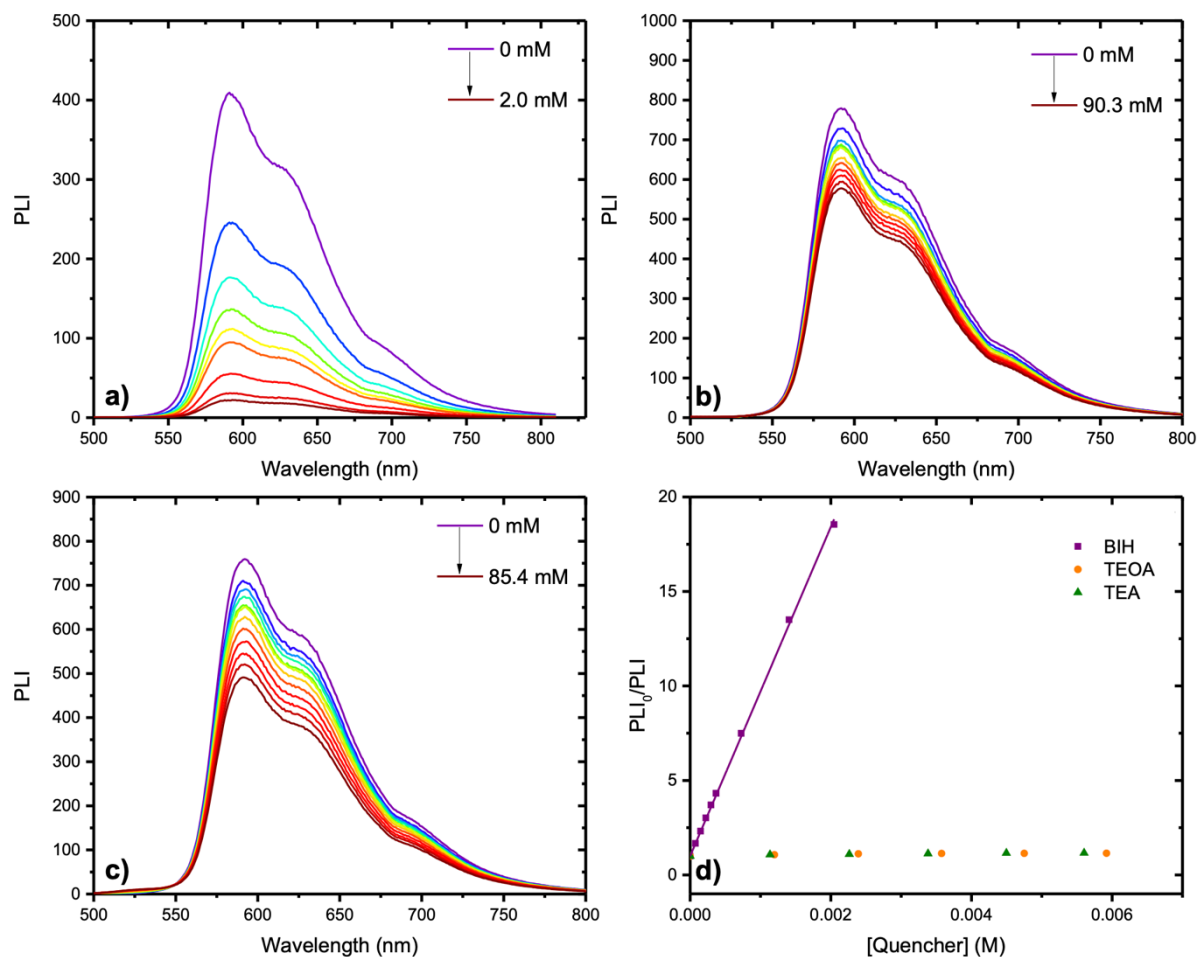 500
400
300
200
100
0
PLI
0 mM
2.0 mM
a)
500 550 600 650 700 750 800
Wavelength (nm)
1000
900
800
700
600
500
400
300
200
100
0
PLI
0 mM
90.3 mM
b)
500 550 600 650 700 750 800
Wavelength (nm)
900
800
700
600
500
400
300
200
100
0
PLI
0 mM
85.4 mM
c)
500 550 600 650 700 750 800
Wavelength (nm)
20
15
10
5
0
PLI₀/PLI
BIH
TEOA
TEA
d)
0.000 0.002 0.004 0.006
[Quencher] (M)